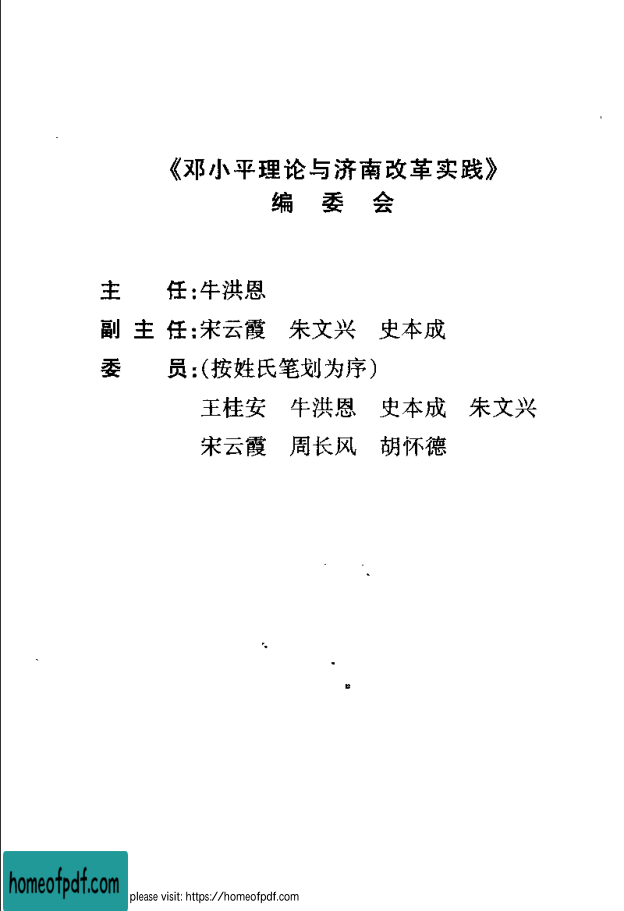 《邓小平理论与济南改革实践》
编 委 会
主 任:牛洪恩
副 主 任:宋云霞 朱文兴 史本成
委 员:(按姓氏笔划为序)
王桂安 牛洪恩 史本成 朱文兴
宋云霞 周长风 胡怀德
homeofpdf.com
please visit: https://homeofpdf.com